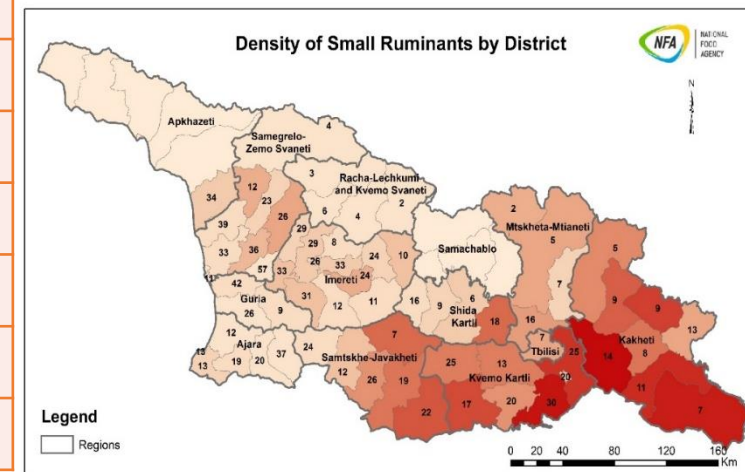 Density of Small Ruminants by District
NFA
NATIONAL
FOOD
AGENCY
N
Apkhazeti
4
Samegrelo-
Zemo Svaneti
3
12
Racha-Lechkumi
and Kvemo Svaneti
34
23
2
2
26
6
4
Mtskheta-Mtianeti
39
29
5
5
33
36
29
8
24
10
Samachablo
26
33
57
33
Imereti
24
7
42
31
16
9
6
9
9
Guria
12
11
Shida
Kartli
26
9
18
16
13
12
7
7
Kakheti
Ajara
24
Samtskhe-Javakheti
Tbilisi
25
8
13
19
20
37
12
26
19
25
13
20
14
Kvemo Kartli
11
22
17
20
30
7
Legend
Regions
0
20
40
80
120
160
Km